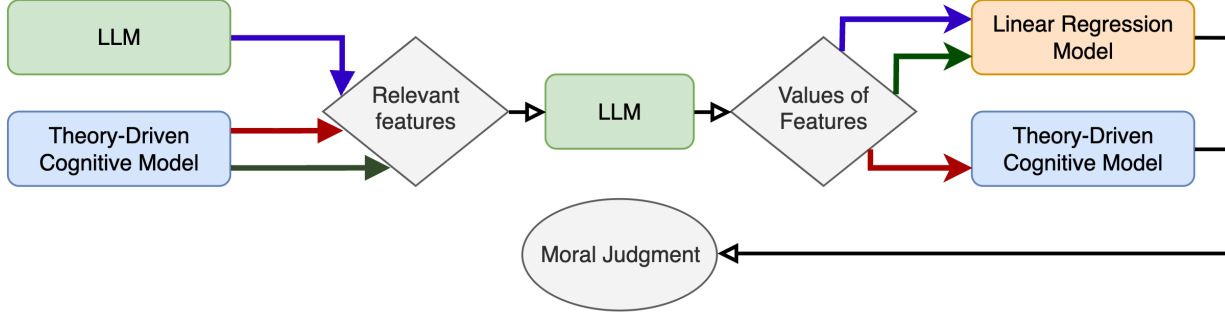 LLM
Theory-Driven
Cognitive Model
Relevant
features
LLM
Values of
Features
Linear Regression
Model
Theory-Driven
Cognitive Model
Moral Judgment